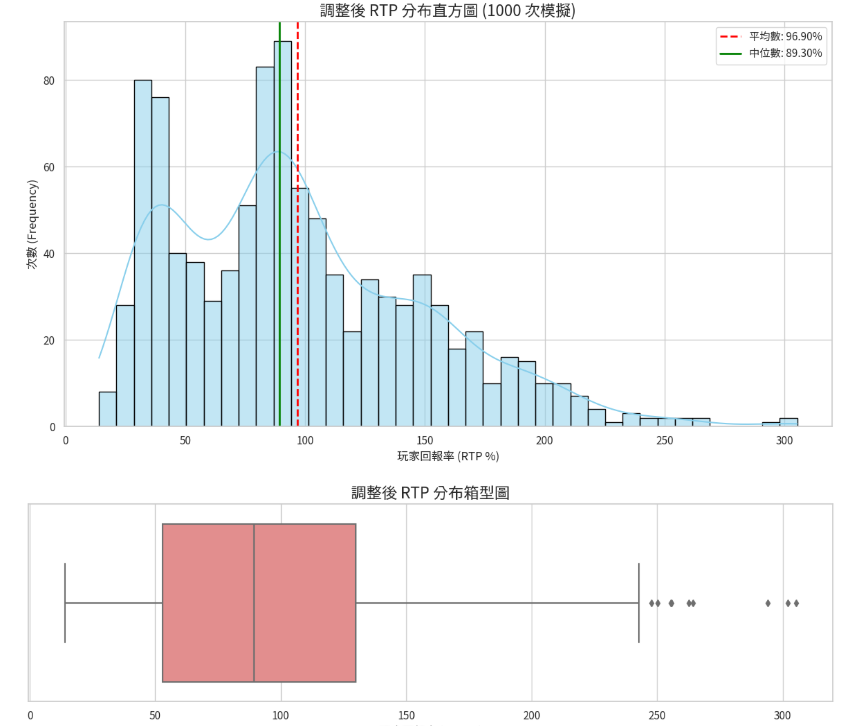 調整後 RTP 分布直方圖 (1000 次模擬)
平均數: 96.90%
中位數: 89.30%
次數 (Frequency)
80
60
40
20
0
0 50 100 150 200 250 300
玩家回報率 (RTP %)
調整後 RTP 分布箱型圖
0 50 100 150 200 250 300